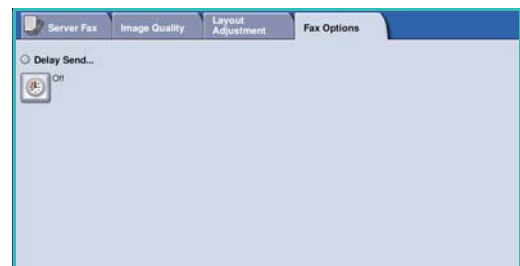 Server Fax
Image Quality
Layout
Adjustment
Fax Options
Delay Send...
Off